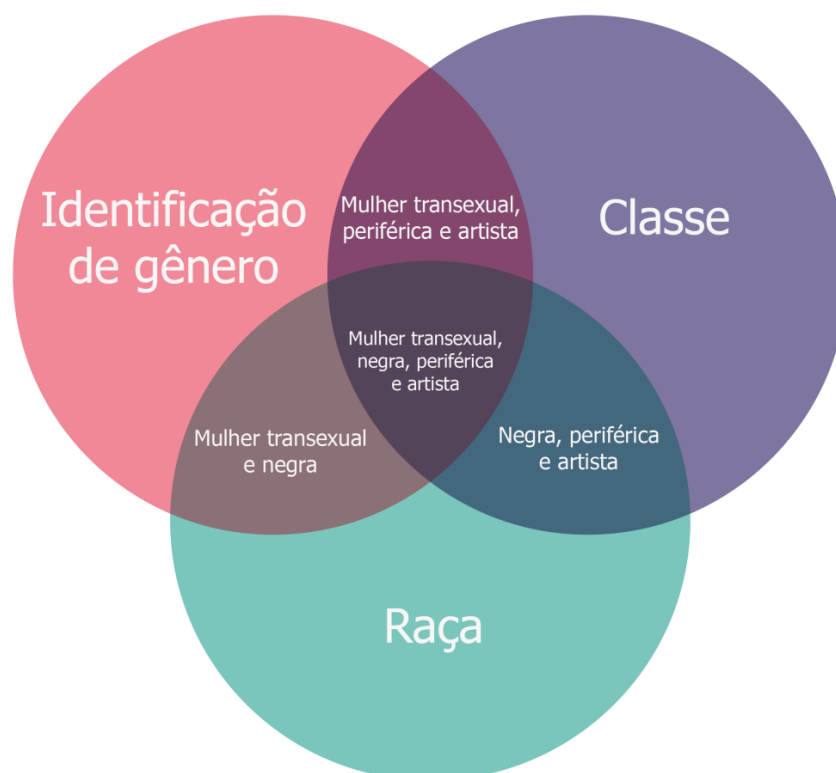 Identificação
de gênero
Mulher transexual,
periférica e artista
Classe
Mulher transexual,
negra, periférica
e artista
Mulher transexual
e negra
Negra, periférica
e artista
Raça